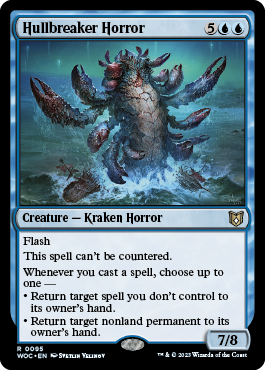 Hullbreaker Horror 5
Creature — Kraken Horror
Flash
This spell can't be countered.
Whenever you cast a spell, choose up to
one —
• Return target spell you don't control to
its owner's hand.
• Return target nonland permanent to its
owner's hand.
7/8
R 0095
WOC • EN Svetlin Velinov
™ & © 2023 Wizards of the Coast